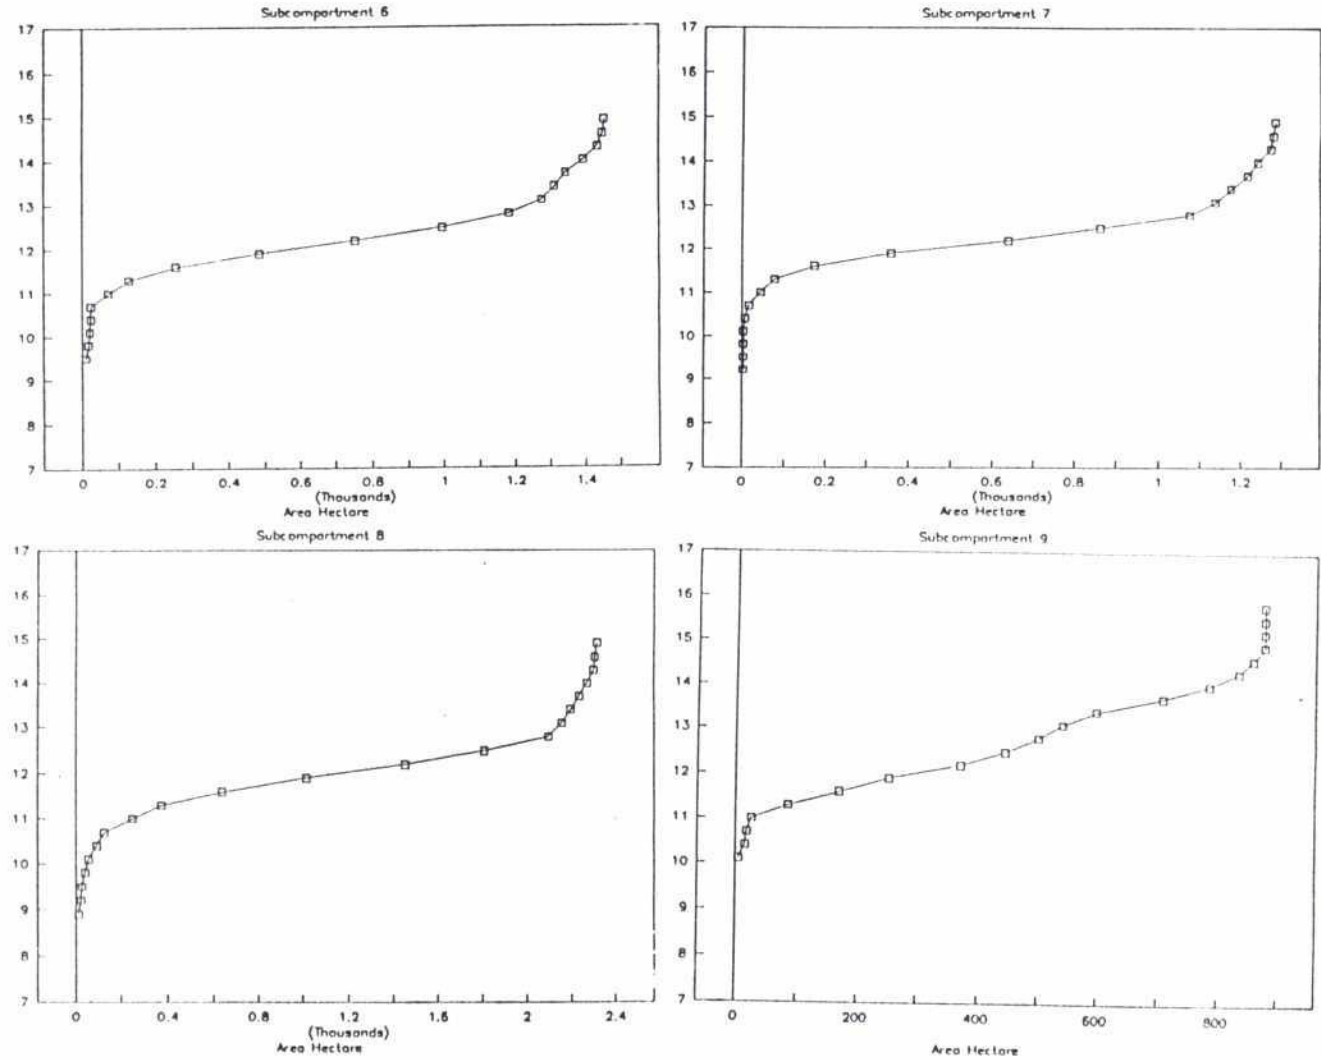 Subcompartment 6
17
16
15
14
13
12
11
10
9
8
7
0 0.2 0.4 0.6 0.8 1 1.2 1.4
(Thousands)
Area Hectare
Subcompartment 7
17
16
15
14
13
12
11
10
9
8
7
0 0.2 0.4 0.6 0.8 1 1.2
(Thousands)
Area Hectare
Subcompartment 8
17
16
15
14
13
12
11
10
9
8
7
0 0.4 0.8 1.2 1.6 2 2.4
(Thousands)
Area Hectare
Subcompartment 9
17
16
15
14
13
12
11
10
9
8
7
0 200 400 600 800
Area Hectare